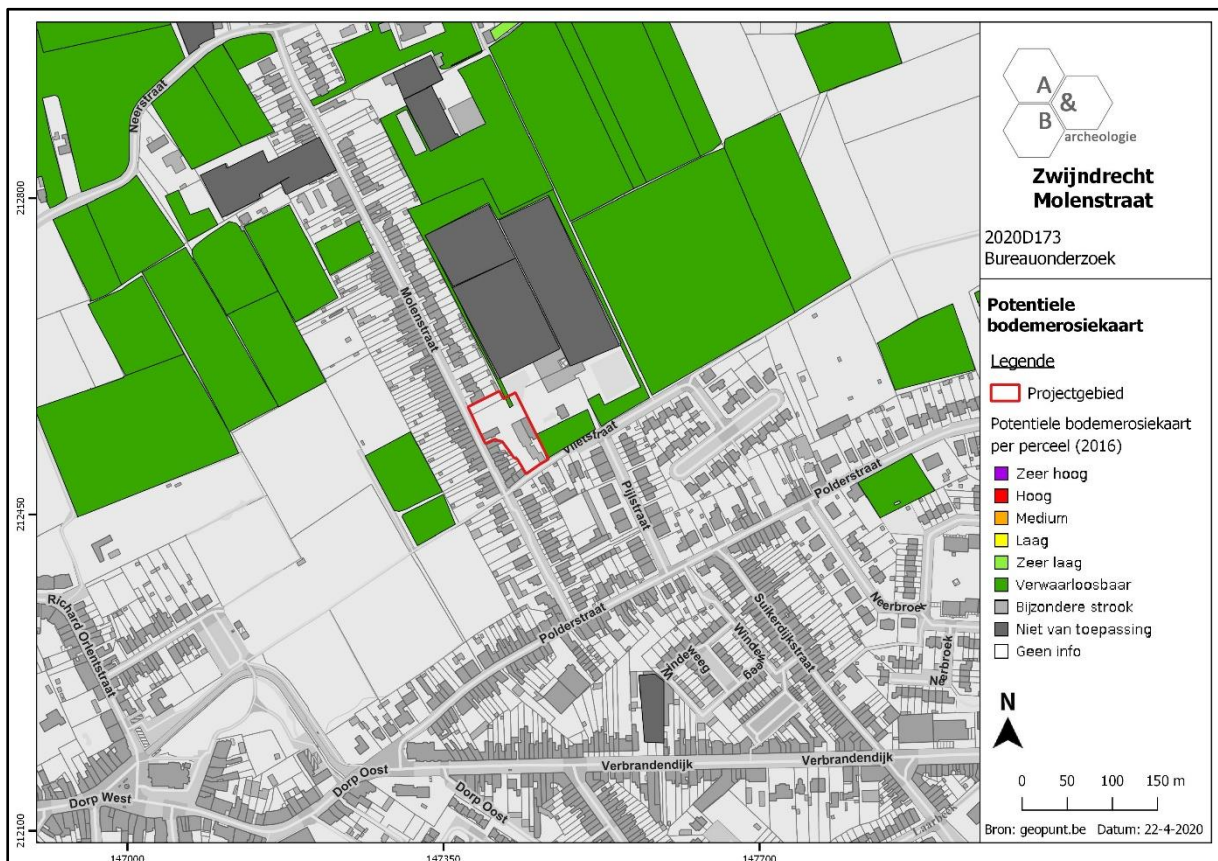 Neerstraat
Molenstraat
Vlietstraat
Pijlstraat
Polderstraat
Polderstraat
Suikerdijkstraat
Windeweeg
Windeweeg
Neerbroek
Neerbroek
Richard Orlentstraat
Dorp West
Dorp Oost
Dorp Oost
Verbrandendijk
Verbrandendijk
Laarbeek
212800
212450
212100
147000
147350
147700
A
&
B
archeologie
Zwijndrecht
Molenstraat
2020D173
Bureauonderzoek
Potentiele
bodemerosiekaart
Legende
Projectgebied
Potentiele bodemerosiekaart
per perceel (2016)
Zeer hoog
Hoog
Medium
Laag
Zeer laag
Verwaarloosbaar
Bijzondere strook
Niet van toepassing
Geen info
N
0 50 100 150 m
Bron: geopunt.be Datum: 22-4-2020